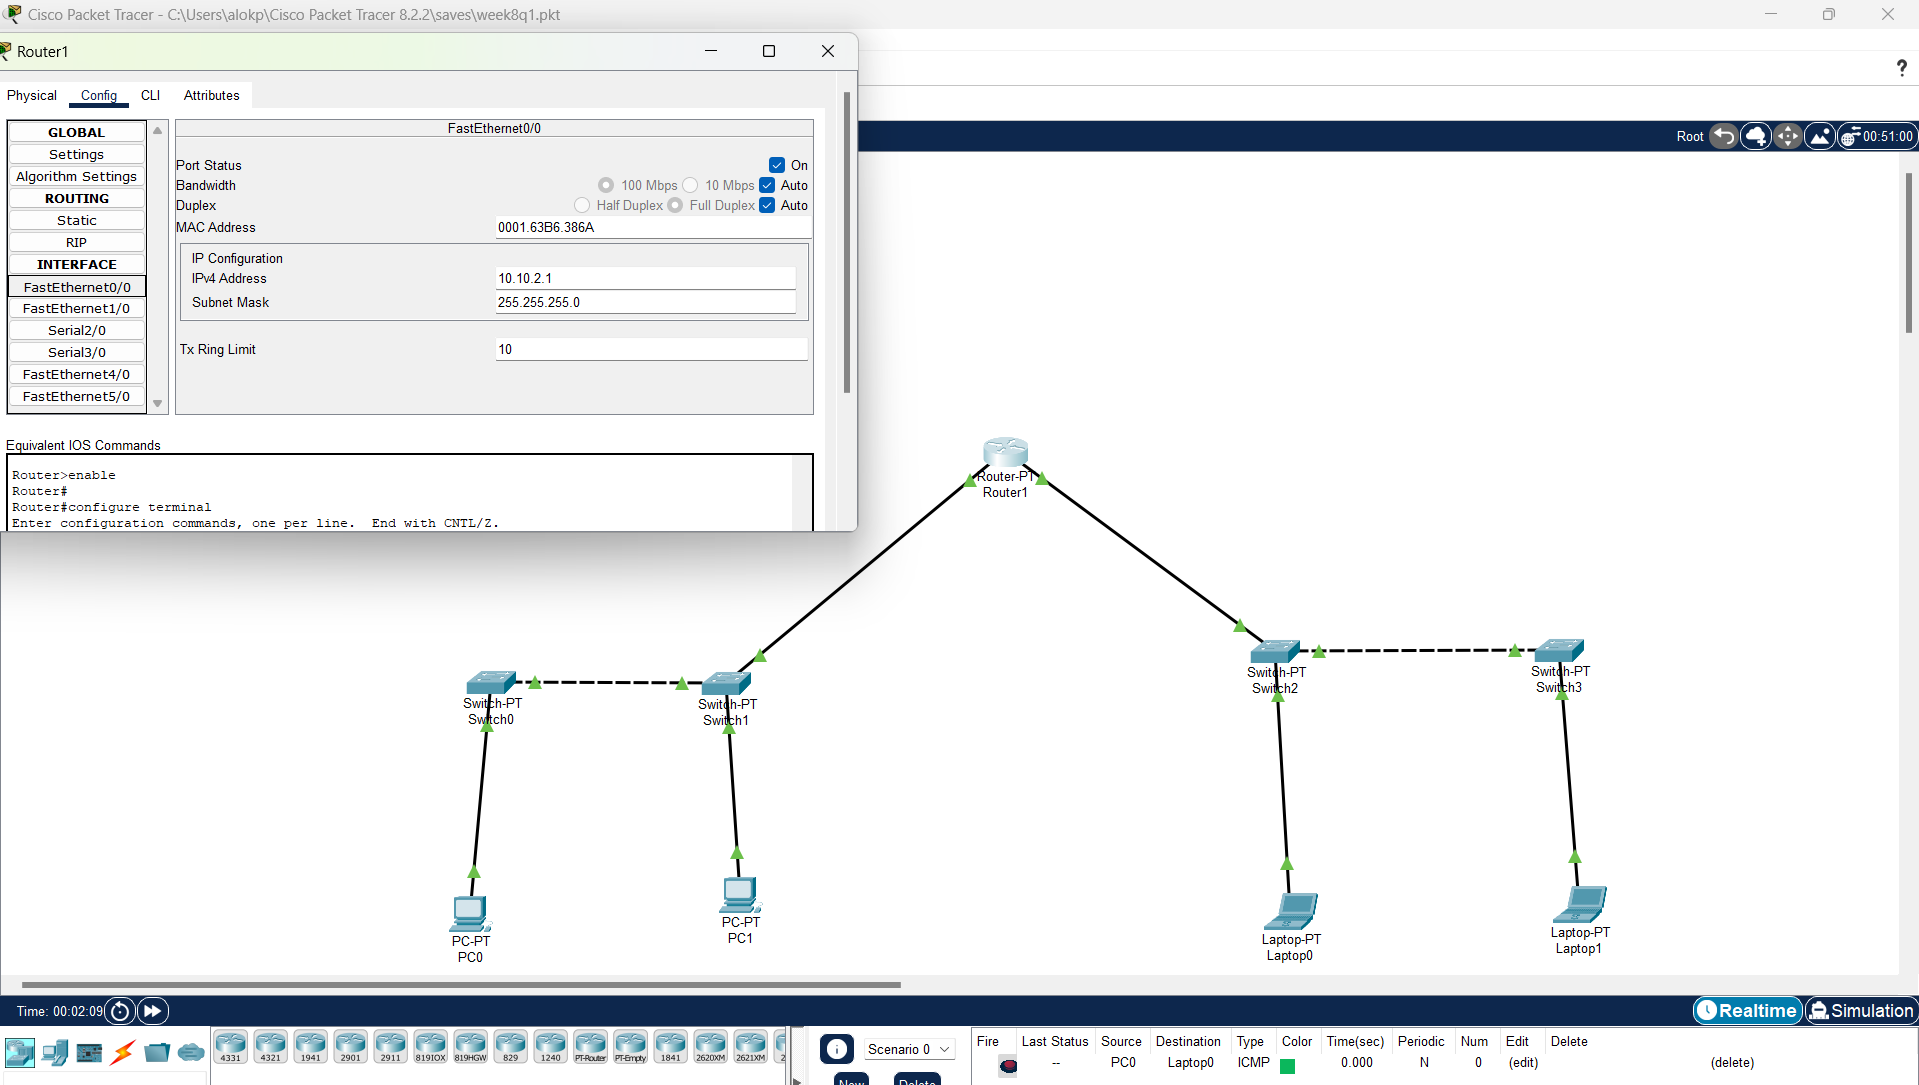 Cisco Packet Tracer - C:\Users\alokp\Cisco Packet Tracer 8.2.2\saves\week8q1.pkt
Router1
?
Physical Config CLI Attributes
Root 00:51:00
GLOBAL
Settings
Algorithm Settings
ROUTING
Static
RIP
INTERFACE
FastEthernet0/0
FastEthernet1/0
Serial2/0
Serial3/0
FastEthernet4/0
FastEthernet5/0
FastEthernet0/0
Port Status On
Bandwidth 100 Mbps 10 Mbps Auto
Duplex Half Duplex Full Duplex Auto
MAC Address 0001.63B6.386A
IP Configuration
IPv4 Address 10.10.2.1
Subnet Mask 255.255.255.0
Tx Ring Limit 10
Equivalent IOS Commands
Router>enable
Router#
Router#configure terminal
Enter configuration commands, one per line. End with CNTL/Z.
Router-PT
Router1
Switch-PT
Switch0
Switch-PT
Switch1
Switch-PT
Switch2
Switch-PT
Switch3
PC-PT
PC0
PC-PT
PC1
Laptop-PT
Laptop0
Laptop-PT
Laptop1
Time: 00:02:09
Realtime Simulation
4331 4321 1941 2901 2911 819IOX 819HGW 829 1240 PT-Router PT-Empty 1841 2620XM 2621XM 2
Scenario 0
New Delete
Fire Last Status Source Destination Type Color Time(sec) Periodic Num Edit Delete
-- PC0 Laptop0 ICMP 0.000 N 0 (edit) (delete)